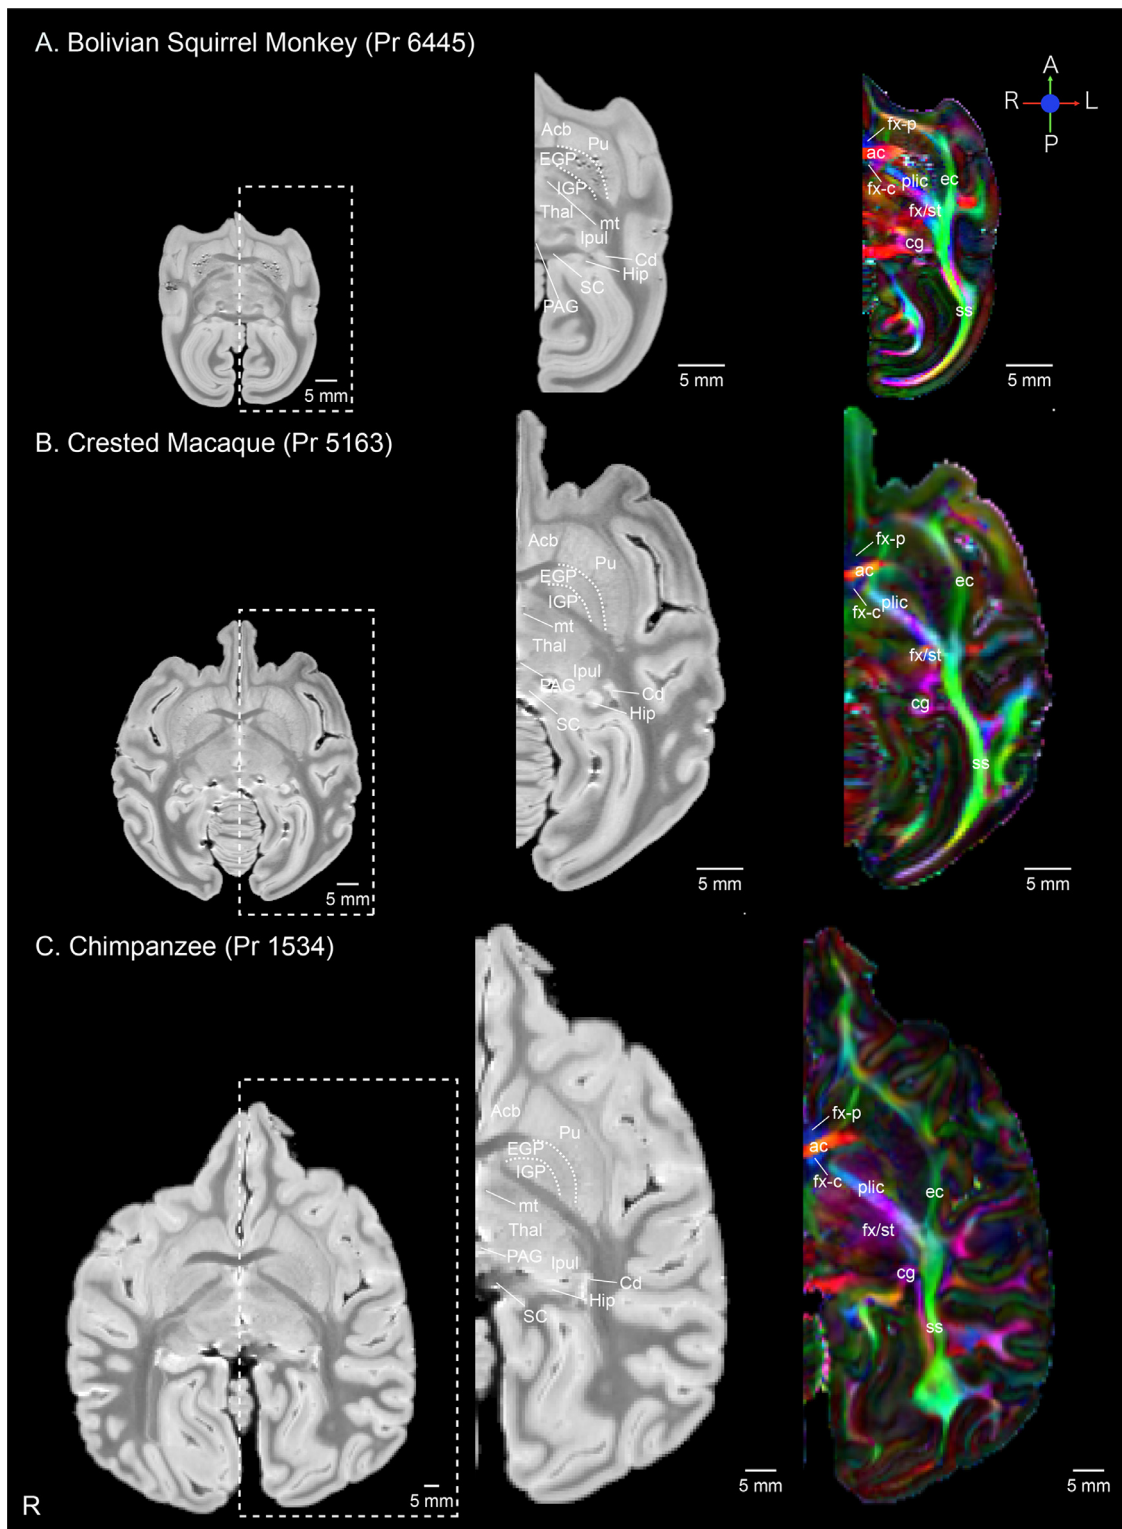 A. Bolivian Squirrel Monkey (Pr 6445)
A
R
L
P
Acb
Pu
EGP
IGP
Thal
mt
lpul
Cd
Hip
SC
PAG
fx-p
ac
fx-c
plic
ec
fx/st
cg
ss
5 mm
5 mm
5 mm
B. Crested Macaque (Pr 5163)
Acb
Pu
EGP
IGP
mt
Thal
lpul
PAG
Cd
Hip
SC
fx-p
ac
ec
fx-c
plic
fx/st
cg
ss
5 mm
5 mm
5 mm
C. Chimpanzee (Pr 1534)
Acb
Pu
EGP
IGP
mt
Thal
PAG
lpul
Cd
Hip
SC
fx-p
ac
fx-c
plic
ec
fx/st
cg
ss
5 mm
5 mm
5 mm
R